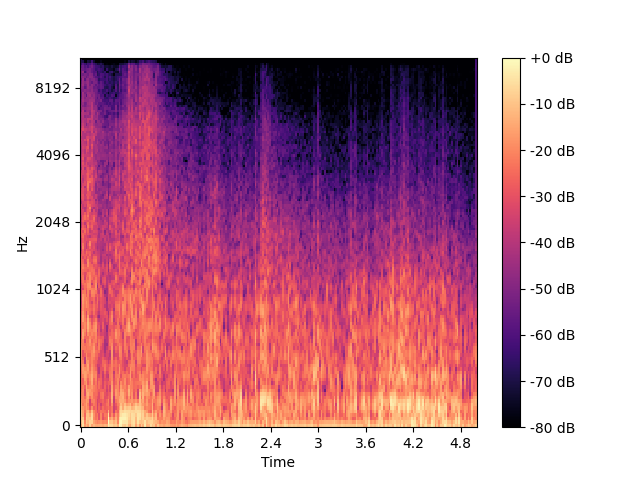 Hz
8192
4096
2048
1024
512
0
0 0.6 1.2 1.8 2.4 3 3.6 4.2 4.8
Time
+0 dB
-10 dB
-20 dB
-30 dB
-40 dB
-50 dB
-60 dB
-70 dB
-80 dB